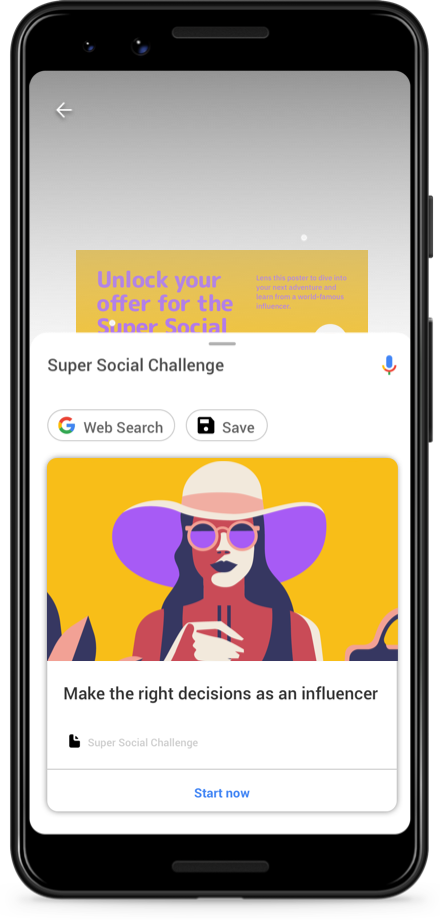 Unlock your
offer for the
Super Social
Lens this poster to dive into
your next adventure and
learn from a world-famous
influencer.
Super Social Challenge
Web Search
Save
Make the right decisions as an influencer
Super Social Challenge
Start now